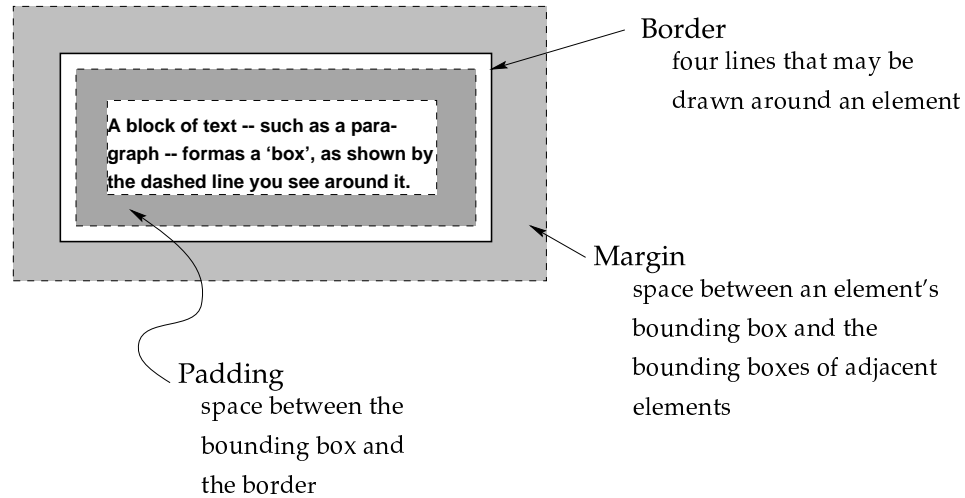 Border
four lines that may be
drawn around an element
A block of text -- such as a para-
graph -- formas a ‘box’, as shown by
the dashed line you see around it.
Margin
space between an element’s
bounding box and the
bounding boxes of adjacent
elements
Padding
space between the
bounding box and
the border